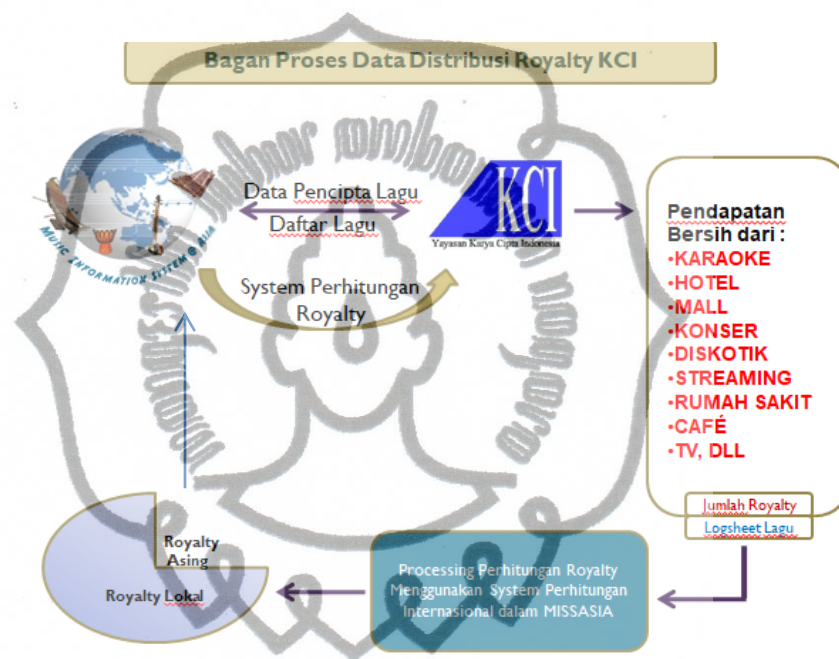 Bagan Proses Data Distribusi Royalty KCI
MUSIC INFORMATION SYSTEM @ ASIA
Data Pencipta Lagu
Daftar Lagu
KCI
Yayasan Karya Cipta Indonesia
System Perhitungan
Royalty
Pendapatan
Bersih dari :
•KARAOKE
•HOTEL
•MALL
•KONSER
•DISKOTIK
•STREAMING
•RUMAH SAKIT
•CAFÉ
•TV, DLL
Jumlah Royalty
Logsheet Lagu
Processing Perhitungan Royalty
Menggunakan System Perhitungan
Internasional dalam MISSASIA
Royalty
Asing
Royalty Lokal